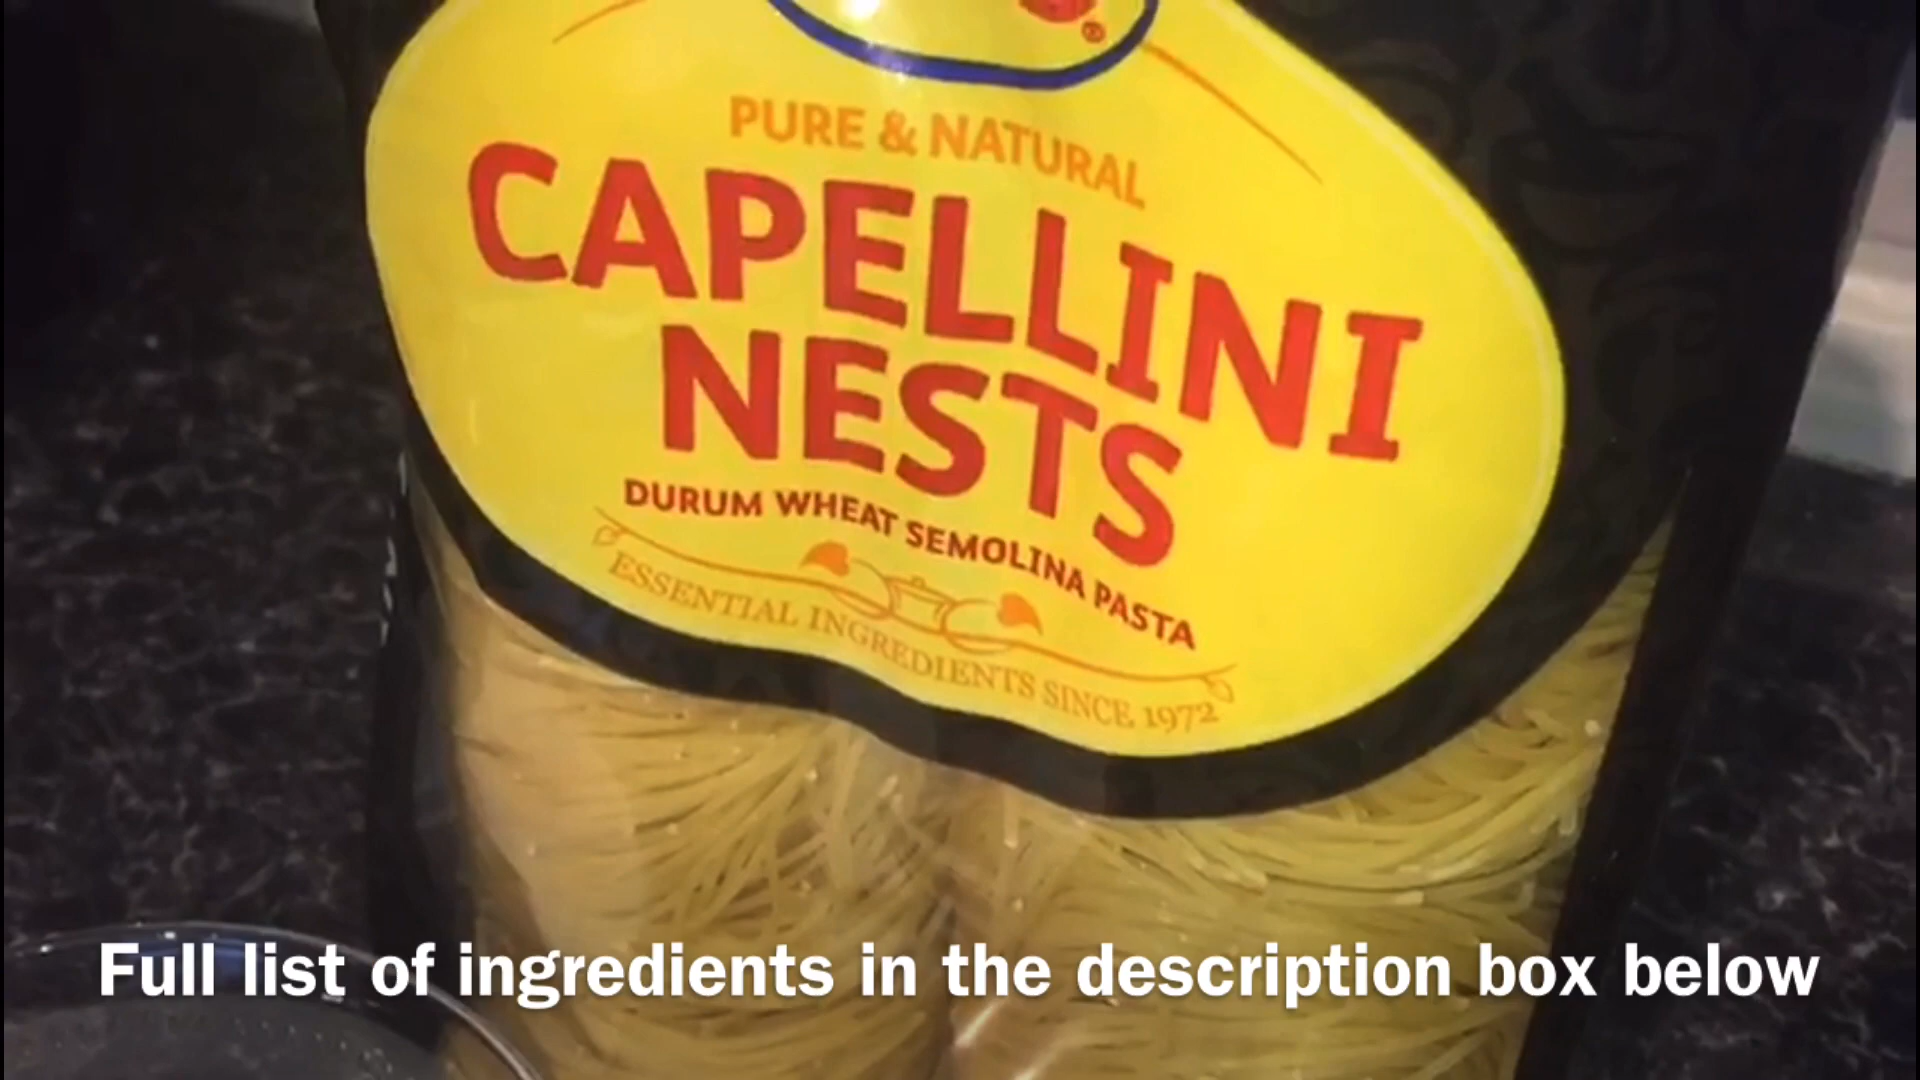 ®
PURE & NATURAL
CAPELLINI
NESTS
DURUM WHEAT SEMOLINA PASTA
ESSENTIAL INGREDIENTS SINCE 1972
Full list of ingredients in the description box below